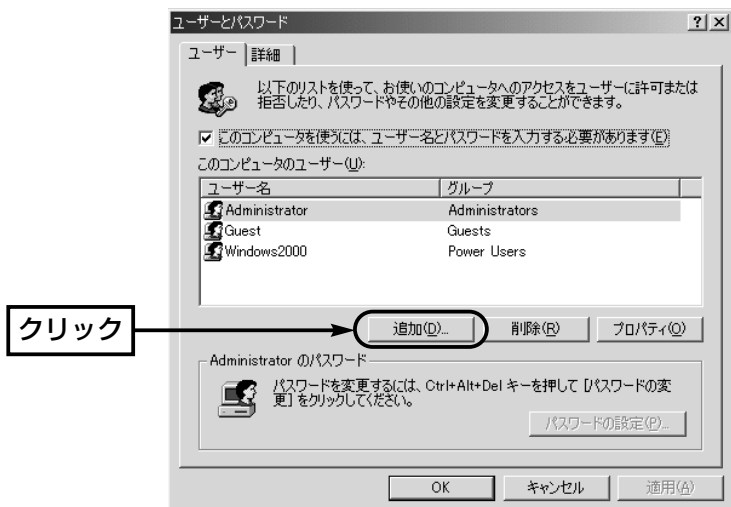 ユーザーとパスワード
ユーザー 詳細
以下のリストを使って、お使いのコンピュータへのアクセスをユーザーに許可または
拒否したり、パスワードやその他の設定を変更することができます。
このコンピュータを使うには、ユーザー名とパスワードを入力する必要があります(E)
このコンピュータのユーザー(U):
ユーザー名 グループ
Administrator Administrators
Guest Guests
Windows2000 Power Users
クリック
追加(D)... 削除(R) プロパティ(O)
Administrator のパスワード
パスワードを変更するには、Ctrl+Alt+Del キーを押して [パスワードの変
更] をクリックしてください。
パスワードの設定(P)...
OK キャンセル 適用(A)